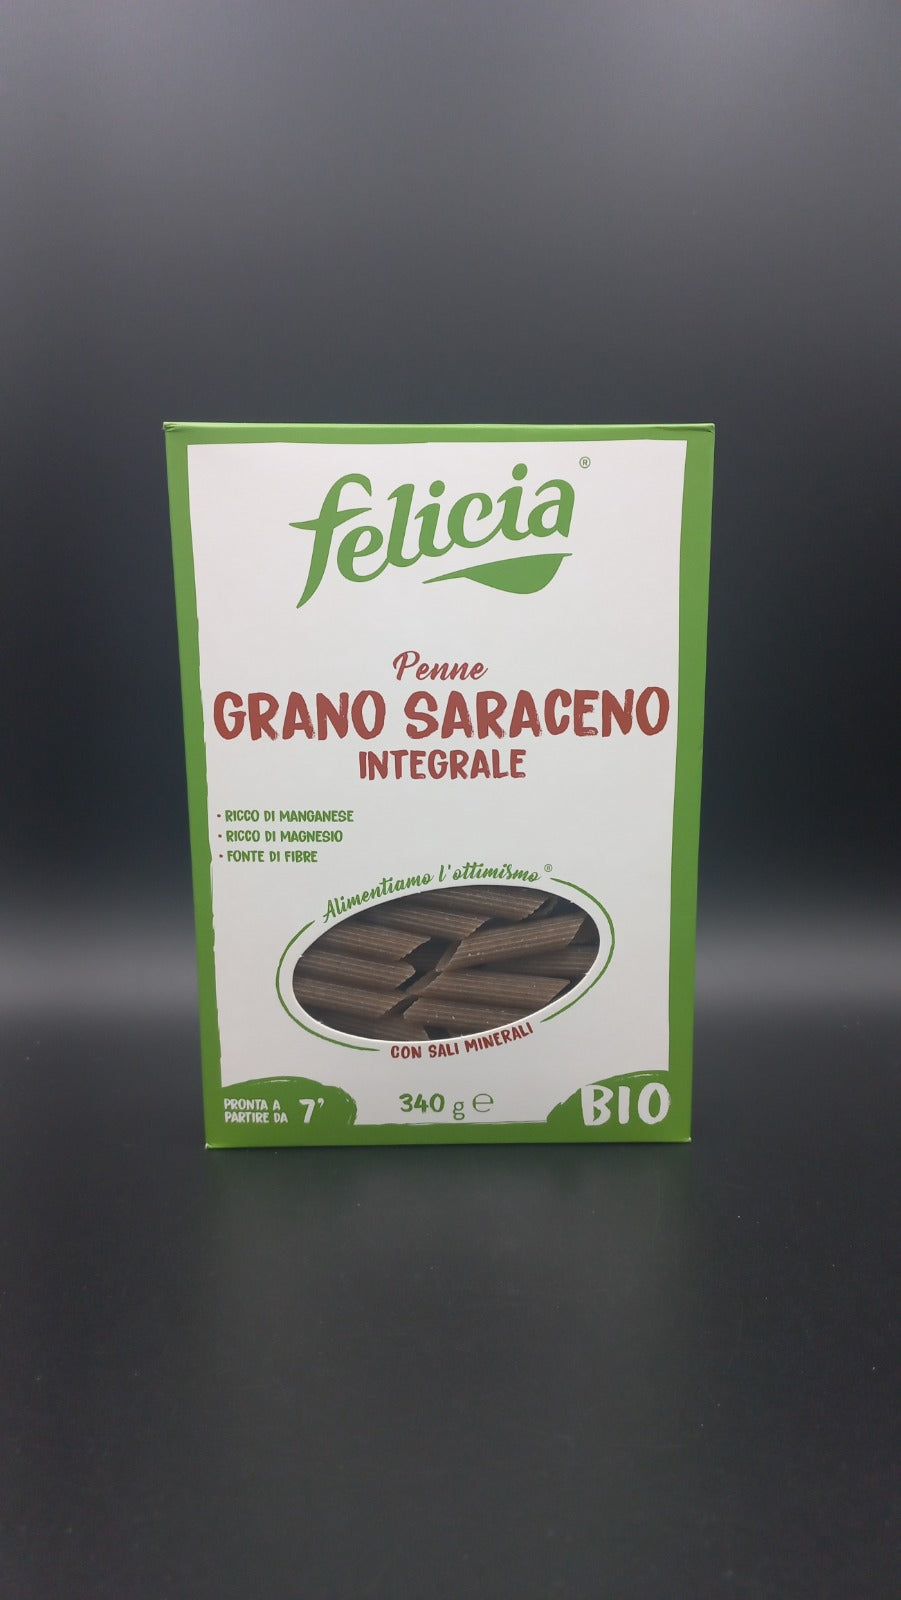 felicia®
Penne
GRANO SARACENO
INTEGRALE
• RICCO DI MANGANESE
• RICCO DI MAGNESIO
• FONTE DI FIBRE
Alimentiamo l'ottimismo®
CON SALI MINERALI
PRONTA A
PARTIRE DA 7'
340 g ℮
BIO